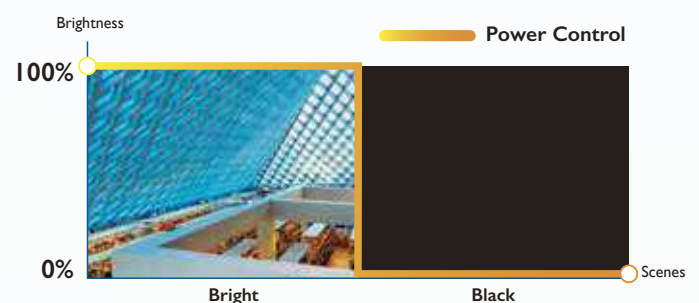 Brightness
Power Control
100%
0%
Scenes
Bright
Black